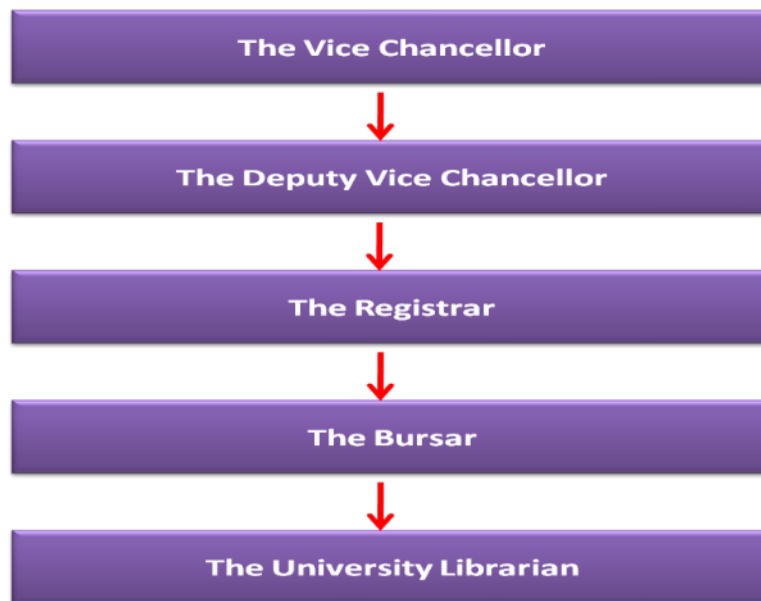 The Vice Chancellor
The Deputy Vice Chancellor
The Registrar
The Bursar
The University Librarian